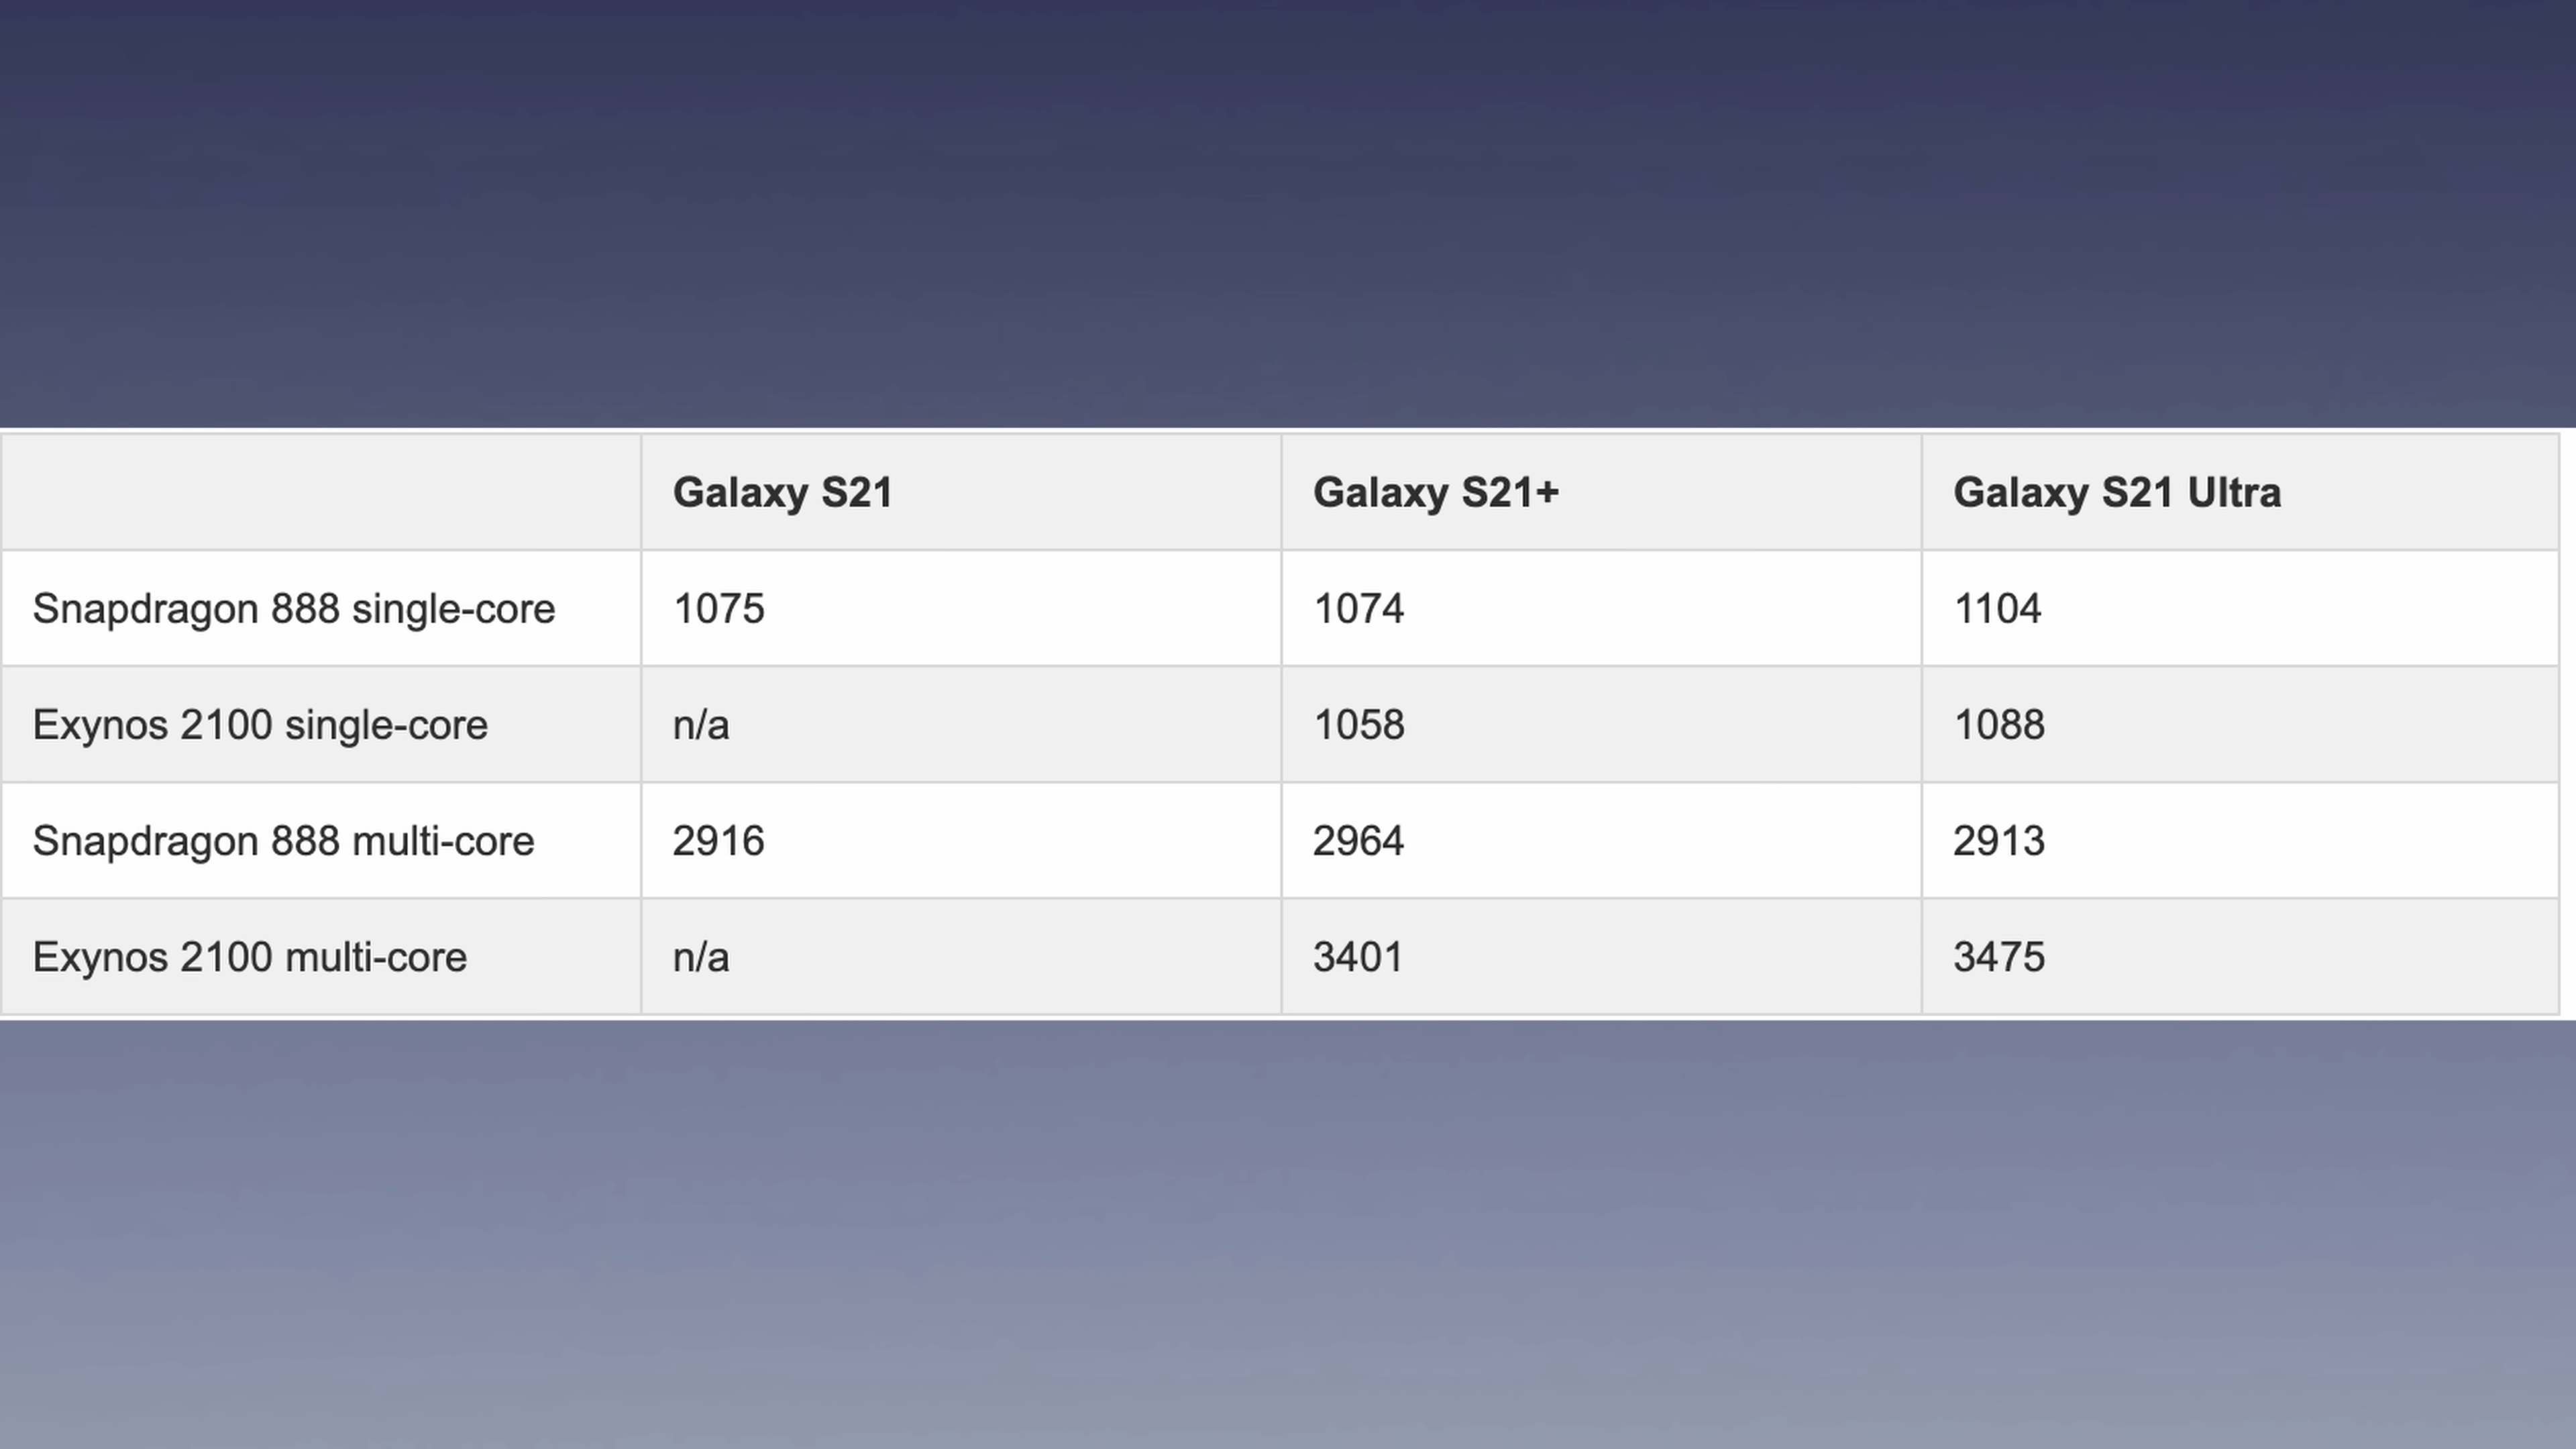 Galaxy S21 Galaxy S21+ Galaxy S21 Ultra
Snapdragon 888 single-core 1075 1074 1104
Exynos 2100 single-core n/a 1058 1088
Snapdragon 888 multi-core 2916 2964 2913
Exynos 2100 multi-core n/a 3401 3475